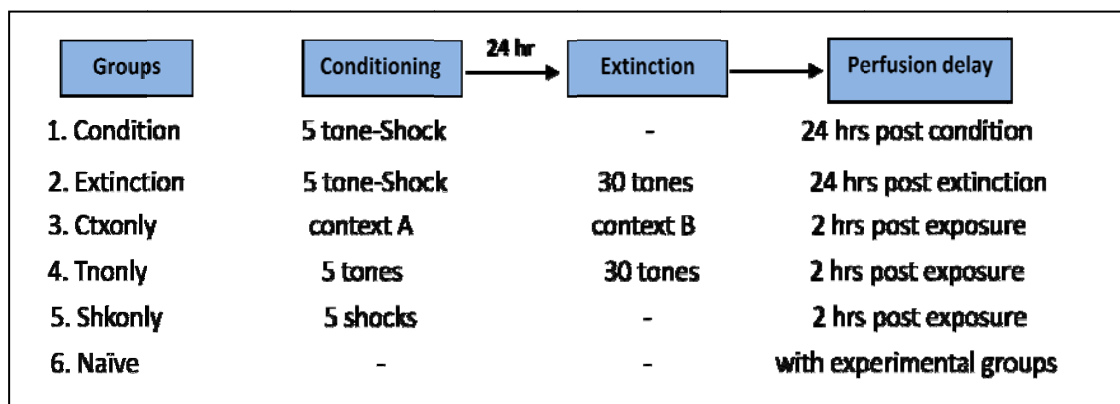 24 hr
Groups Conditioning Extinction Perfusion delay
1. Condition 5 tone-Shock - 24 hrs post condition
2. Extinction 5 tone-Shock 30 tones 24 hrs post extinction
3. Ctxonly context A context B 2 hrs post exposure
4. Tnonly 5 tones 30 tones 2 hrs post exposure
5. Shkonly 5 shocks - 2 hrs post exposure
6. Naïve - - with experimental groups